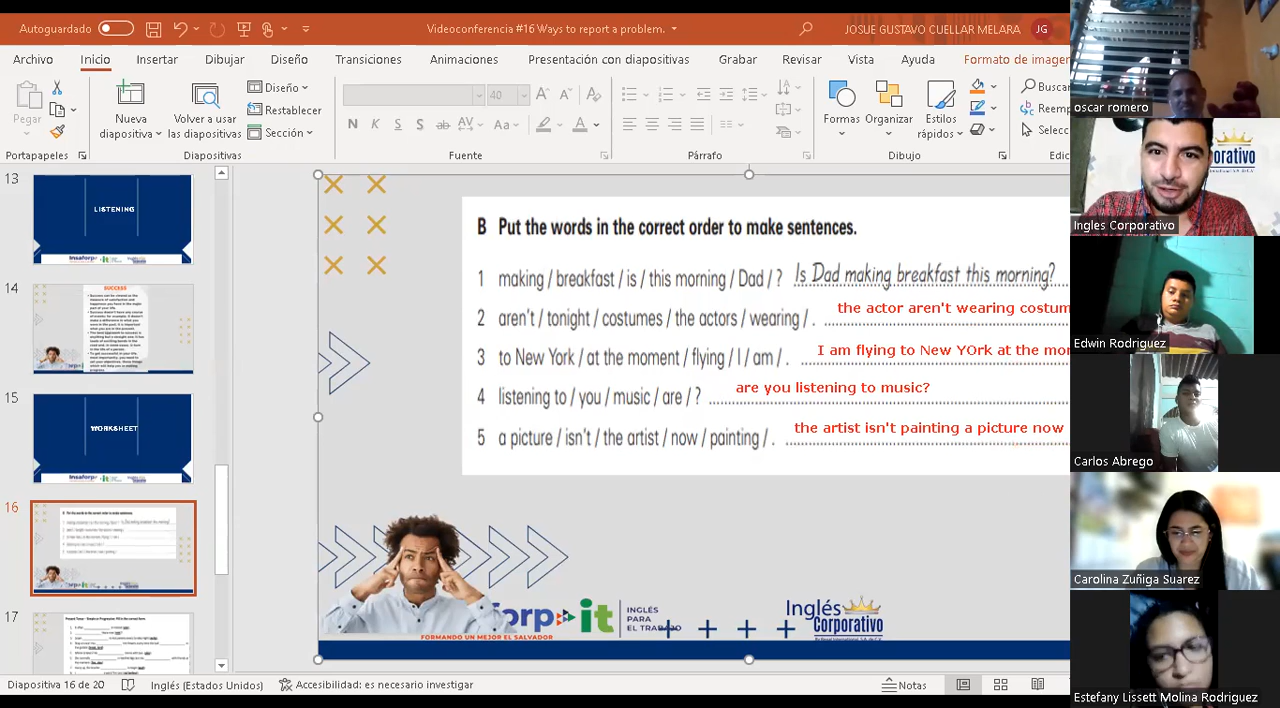 Autoguardado
Videoconferencia #16 Ways to report a problem.
JOSUE GUSTAVO CUELLAR MELARA
JG
Archivo Inicio Insertar Dibujar Diseño Transiciones Animaciones Presentación con diapositivas Grabar Revisar Vista Ayuda Formato de imagen
Pegar
Nueva diapositiva
Volver a usar las diapositivas
Diseño
Restablecer
Sección
40
N K S ab AV Aa A
Formas
Organizar
Estilos rápidos
Buscar
Reemp
Selecc
Portapapeles
Diapositivas
Fuente
Párrafo
Dibujo
Edic
13
LISTENING
14
SUCCESS
15
WORKSHEET
16
17
B Put the words in the correct order to make sentences.
1 making / breakfast / is / this morning / Dad / ? Is Dad making breakfast this morning?
2 aren't / tonight / costumes / the actors / wearing / the actor aren't wearing costum
3 to New York / at the moment / flying / I / am / I am flying to New York at the mo
4 listening to / you / music / are / ? are you listening to music?
5 a picture / isn't / the artist / now / painting / . the artist isn't painting a picture now
forp it
INGLÉS
PARA
EL TRABAJO
FORMANDO UN MEJOR EL SALVADOR
Inglés
Corporativo
Diapositiva 16 de 20
Inglés (Estados Unidos)
Accesibilidad: es necesario investigar
Notas
oscar romero
orativo
Ingles Corporativo
Edwin Rodriguez
Carlos Abrego
Carolina Zuñiga Suarez
Estefany Lissett Molina Rodriguez